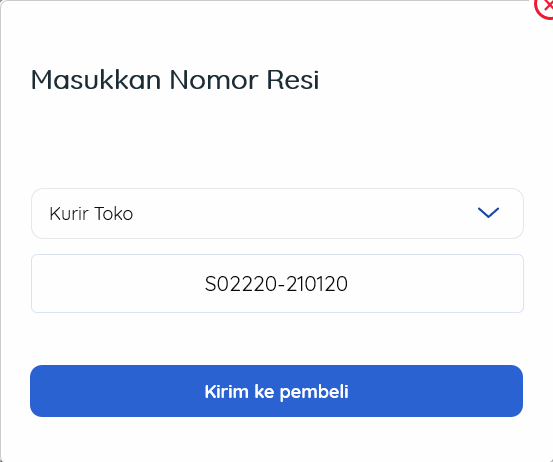 Masukkan Nomor Resi
Kurir Toko
S02220-210120
Kirim ke pembeli